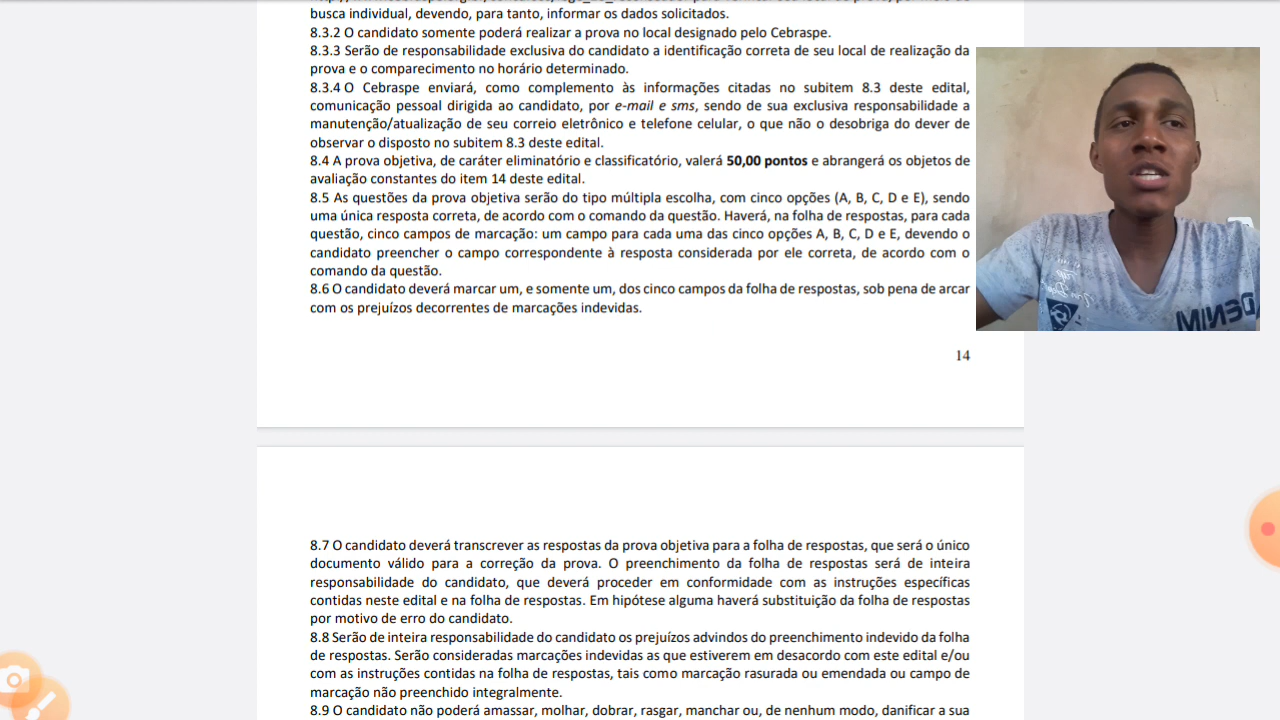 busca individual, devendo, para tanto, informar os dados solicitados.
8.3.2 O candidato somente poderá realizar a prova no local designado pelo Cebraspe.
8.3.3 Serão de responsabilidade exclusiva do candidato a identificação correta de seu local de realização da
prova e o comparecimento no horário determinado.
8.3.4 O Cebraspe enviará, como complemento às informações citadas no subitem 8.3 deste edital,
comunicação pessoal dirigida ao candidato, por e-mail e sms, sendo de sua exclusiva responsabilidade a
manutenção/atualização de seu correio eletrônico e telefone celular, o que não o desobriga do dever de
observar o disposto no subitem 8.3 deste edital.
8.4 A prova objetiva, de caráter eliminatório e classificatório, valerá 50,00 pontos e abrangerá os objetos de
avaliação constantes do item 14 deste edital.
8.5 As questões da prova objetiva serão do tipo múltipla escolha, com cinco opções (A, B, C, D e E), sendo
uma única resposta correta, de acordo com o comando da questão. Haverá, na folha de respostas, para cada
questão, cinco campos de marcação: um campo para cada uma das cinco opções A, B, C, D e E, devendo o
candidato preencher o campo correspondente à resposta considerada por ele correta, de acordo com o
comando da questão.
8.6 O candidato deverá marcar um, e somente um, dos cinco campos da folha de respostas, sob pena de arcar
com os prejuízos decorrentes de marcações indevidas.
14
8.7 O candidato deverá transcrever as respostas da prova objetiva para a folha de respostas, que será o único
documento válido para a correção da prova. O preenchimento da folha de respostas será de inteira
responsabilidade do candidato, que deverá proceder em conformidade com as instruções específicas
contidas neste edital e na folha de respostas. Em hipótese alguma haverá substituição da folha de respostas
por motivo de erro do candidato.
8.8 Serão de inteira responsabilidade do candidato os prejuízos advindos do preenchimento indevido da folha
de respostas. Serão consideradas marcações indevidas as que estiverem em desacordo com este edital e/ou
com as instruções contidas na folha de respostas, tais como marcação rasurada ou emendada ou campo de
marcação não preenchido integralmente.
8.9 O candidato não poderá amassar, molhar, dobrar, rasgar, manchar ou, de nenhum modo, danificar a sua
DENIM